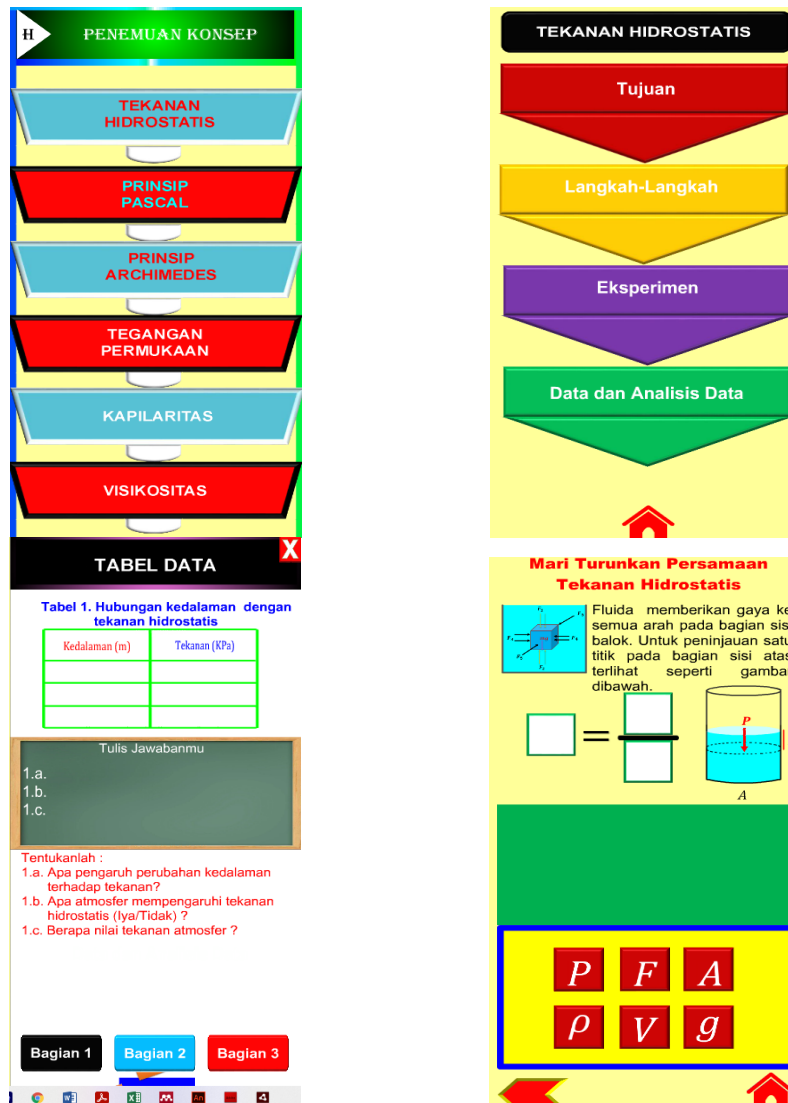 H
PENEMUAN KONSEP
TEKANAN
HIDROSTATIS
PRINSIP
PASCAL
PRINSIP
ARCHIMEDES
TEGANGAN
PERMUKAAN
KAPILARITAS
VISIKOSITAS
TEKANAN HIDROSTATIS
Tujuan
Langkah-Langkah
Eksperimen
Data dan Analisis Data
X
TABEL DATA
Tabel 1. Hubungan kedalaman dengan
tekanan hidrostatis
Kedalaman (m) Tekanan (KPa)
Tulis Jawabanmu
1.a.
1.b.
1.c.
Tentukanlah :
1.a. Apa pengaruh perubahan kedalaman
terhadap tekanan?
1.b. Apa atmosfer mempengaruhi tekanan
hidrostatis (Iya/Tidak) ?
1.c. Berapa nilai tekanan atmosfer ?
Bagian 1 Bagian 2 Bagian 3
Mari Turunkan Persamaan
Tekanan Hidrostatis
Fluida memberikan gaya ke
semua arah pada bagian sis
balok. Untuk peninjauan satu
titik pada bagian sisi atas
terlihat seperti gamba
dibawah.
=
P
A
P F A
ρ V g